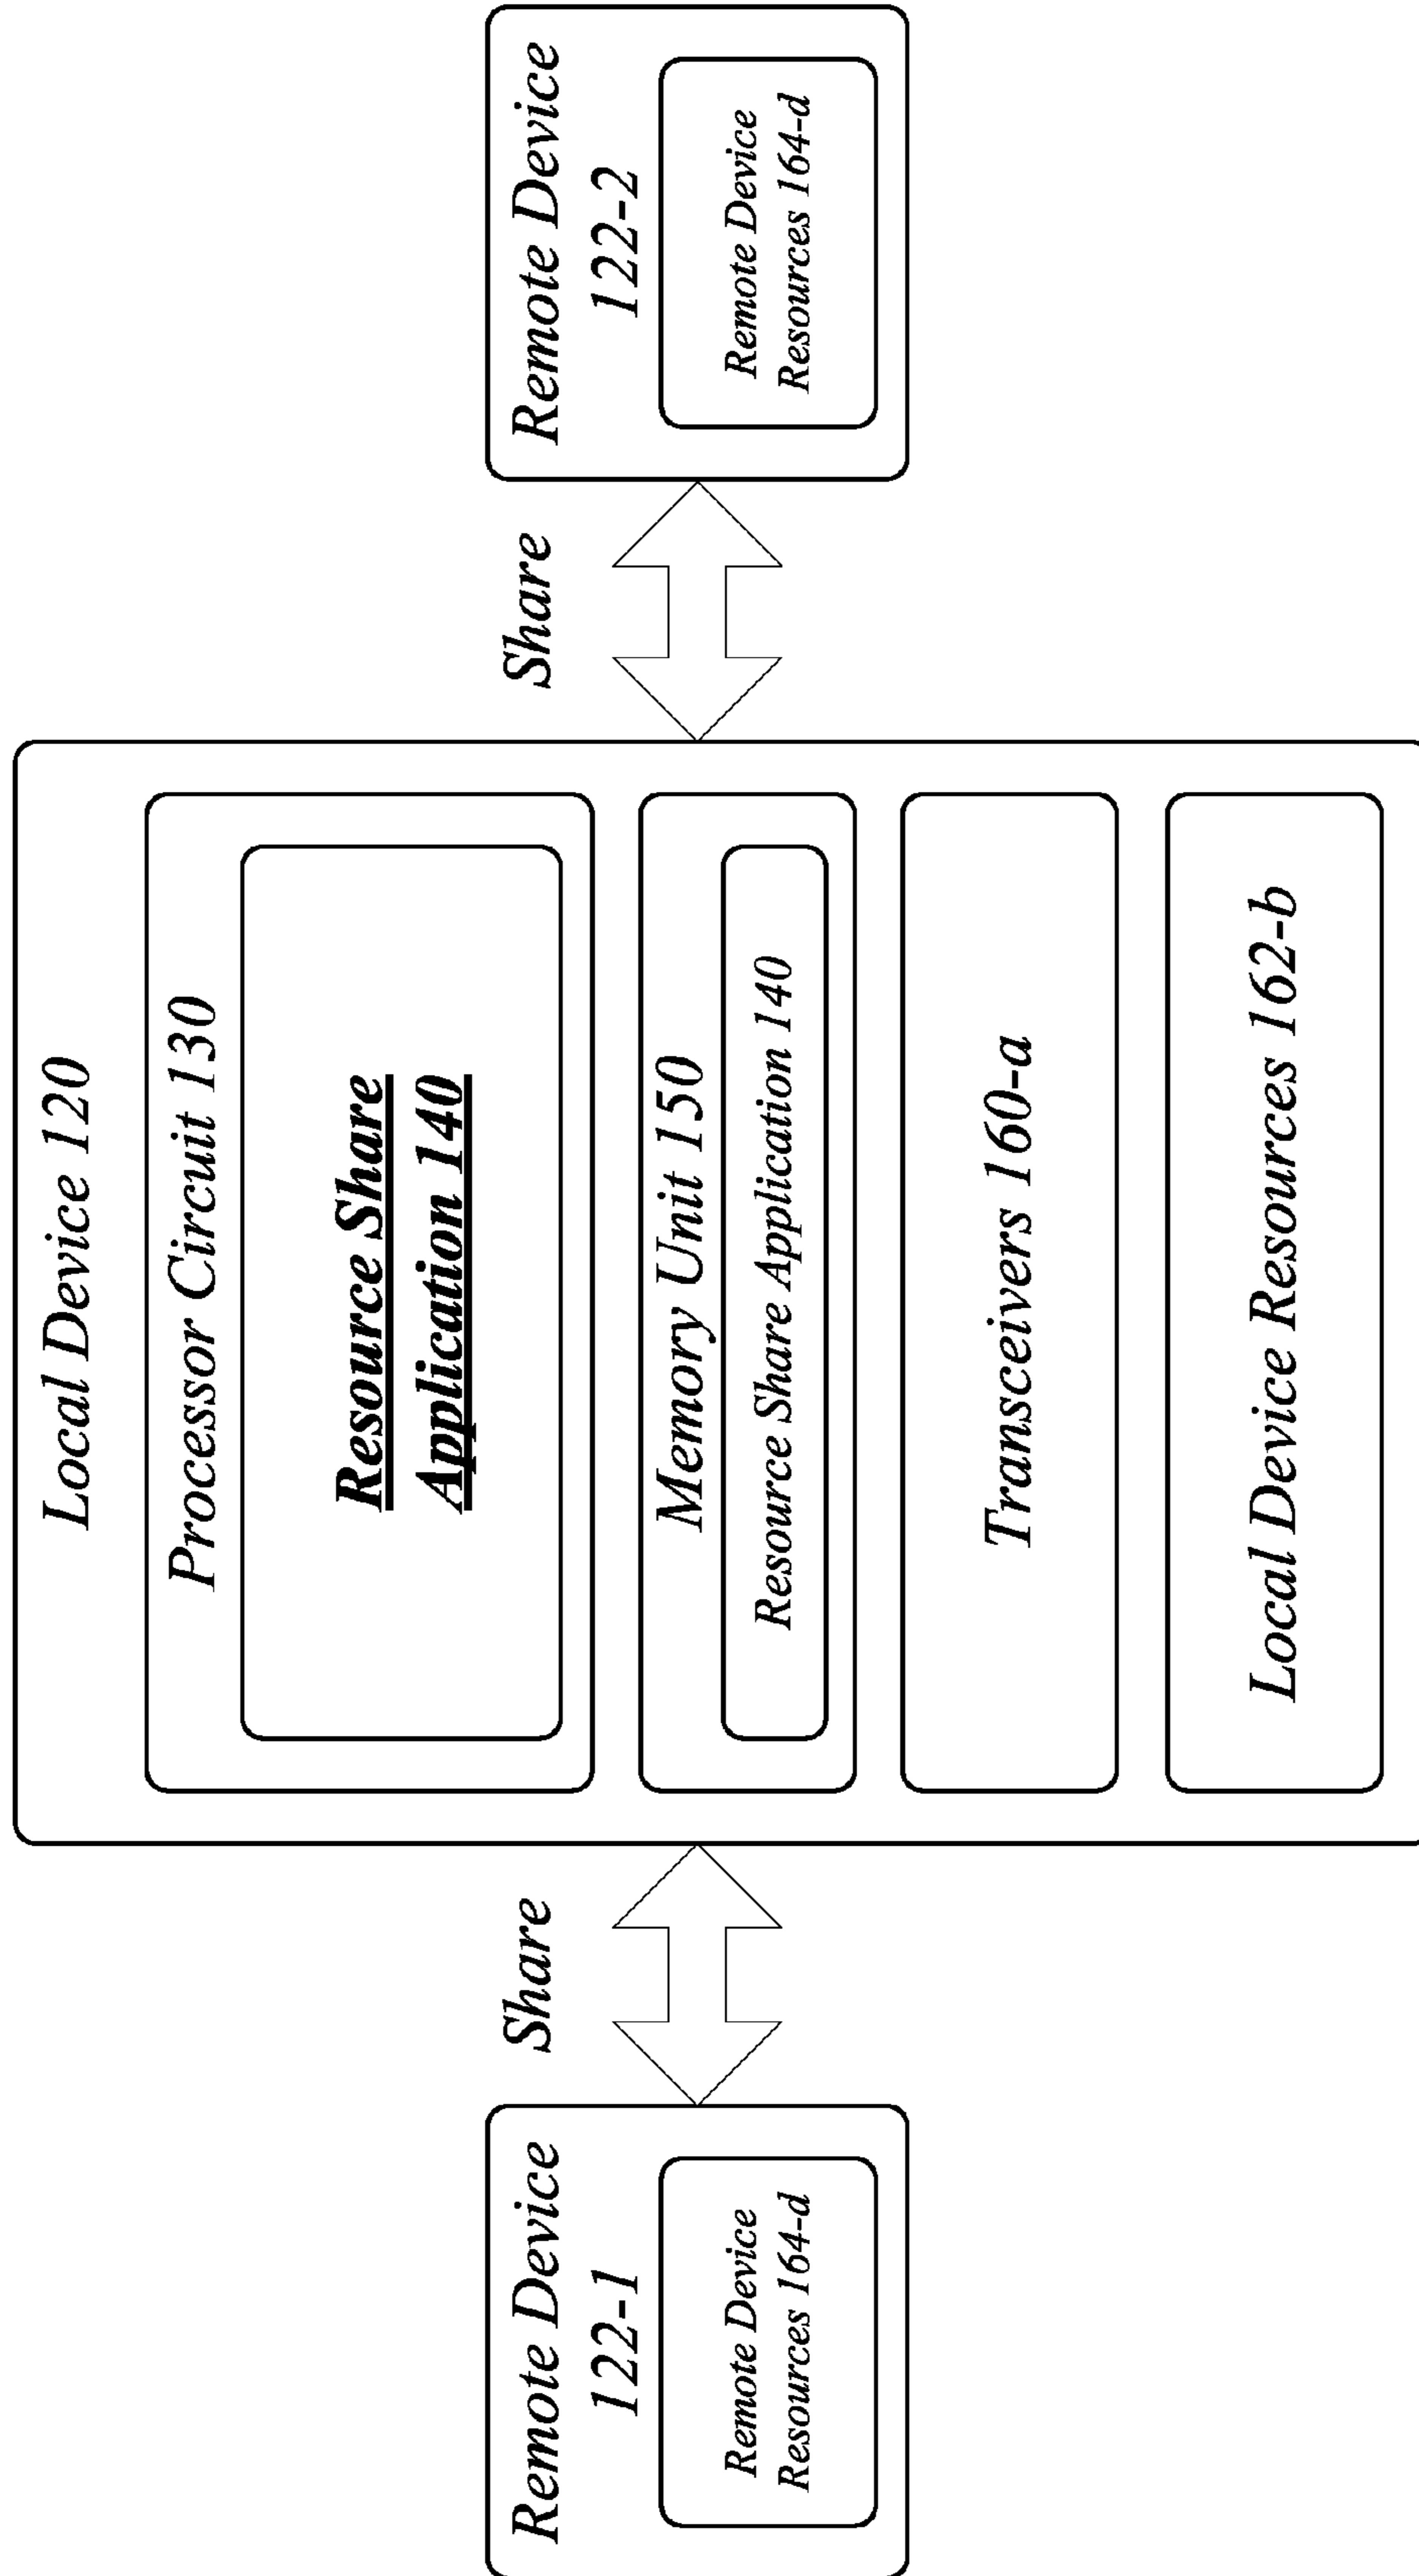 Local Device 120
Processor Circuit 130
Resource Share
Application 140
Memory Unit 150
Resource Share Application 140
Transceivers 160-a
Local Device Resources 162-b
Share
Share
Remote Device
122-1
Remote Device
Resources 164-d
Remote Device
122-2
Remote Device
Resources 164-d